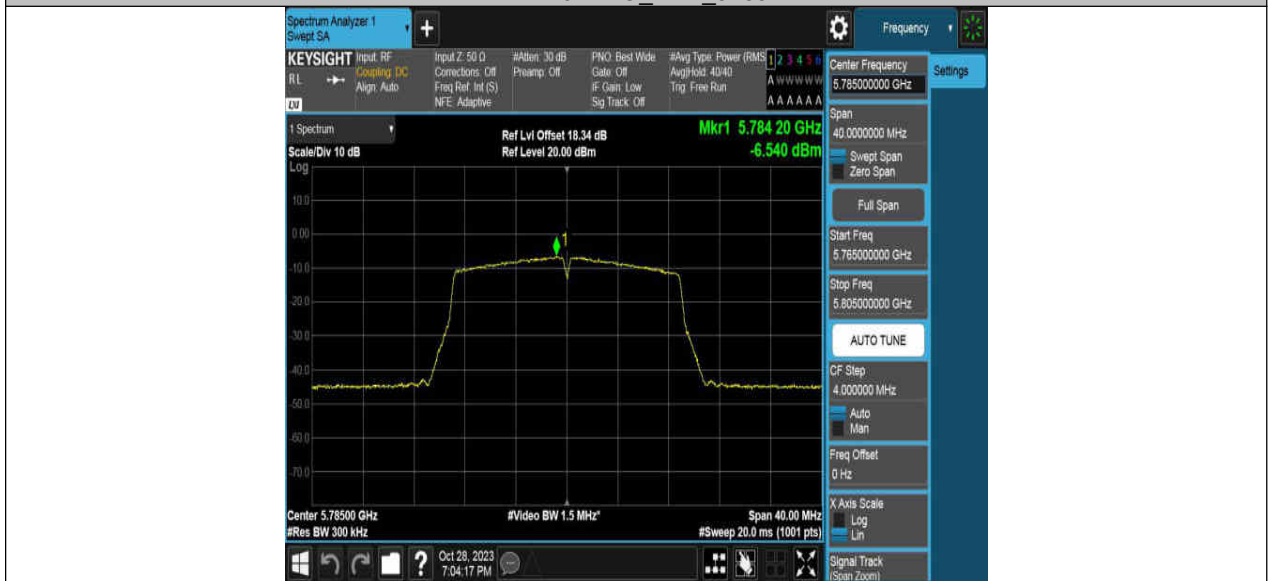 Spectrum Analyzer 1
Swept SA
Frequency
KEYSIGHT
RL
LXI
Input: RF
Coupling: DC
Align: Auto
Input Z: 50 Ω
Corrections: Off
Freq Ref: Int (S)
NFE: Adaptive
#Atten: 30 dB
Preamp: Off
PNO: Best Wide
Gate: Off
IF Gain: Low
Sig Track: Off
#Avg Type: Power (RMS
Avg|Hold: 40/40
Trig: Free Run
1 2 3 4 5 6
A W W W W W
A A A A A A
Center Frequency
5.785000000 GHz
Settings
Span
40.0000000 MHz
Swept Span
Zero Span
Full Span
Start Freq
5.765000000 GHz
Stop Freq
5.805000000 GHz
AUTO TUNE
CF Step
4.000000 MHz
Auto
Man
Freq Offset
0 Hz
X Axis Scale
Log
Lin
Signal Track
(Span Zoom)
1 Spectrum
Scale/Div 10 dB
Log
Ref Lvl Offset 18.34 dB
Ref Level 20.00 dBm
Mkr1 5.784 20 GHz
-6.540 dBm
10.0
0.00
1
-10.0
-20.0
-30.0
-40.0
-50.0
-60.0
-70.0
Center 5.78500 GHz
#Res BW 300 kHz
#Video BW 1.5 MHz*
Span 40.00 MHz
#Sweep 20.0 ms (1001 pts)
Oct 28, 2023
7:04:17 PM